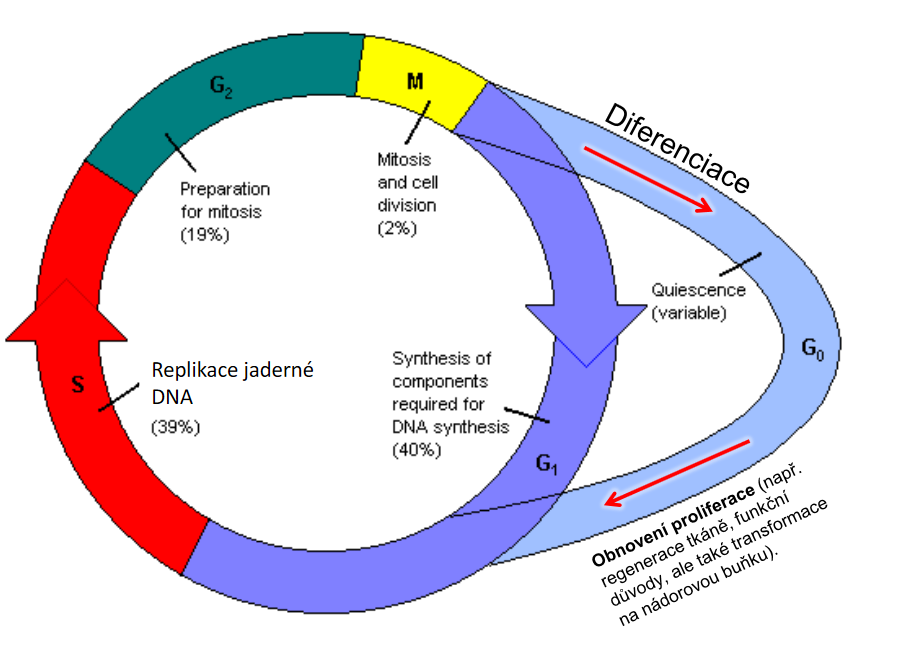 G2
M
Preparation
for mitosis
(19%)
Mitosis
and cell
division
(2%)
Diferenciace
Quiescence
(variable)
G0
S
Replikace jaderné
DNA
(39%)
Synthesis of
components
required for
DNA synthesis
(40%)
G1
Obnovení proliferace (např.
regenerace tkáně, funkční
důvody, ale také transformace
na nádorovou buňku).